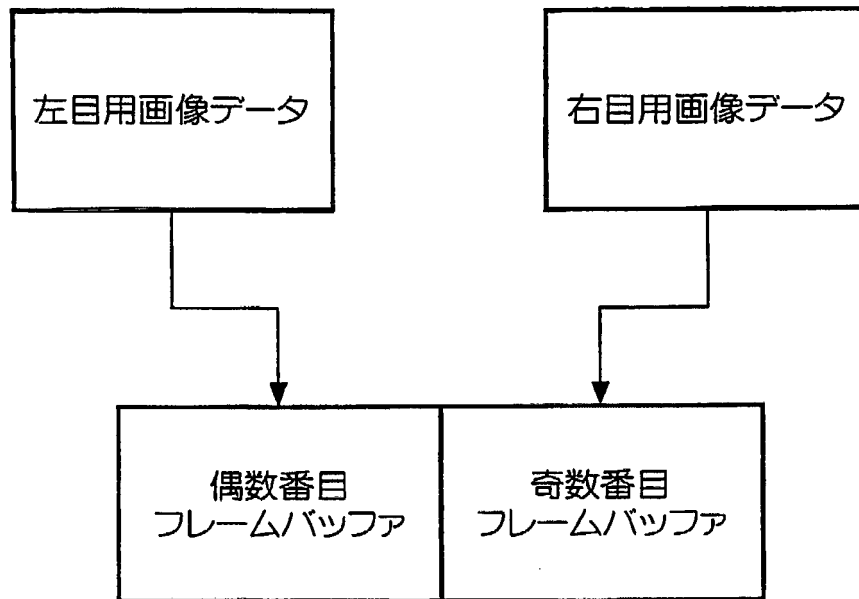 左目用画像データ
右目用画像データ
偶数番目
フレームバッファ
奇数番目
フレームバッファ